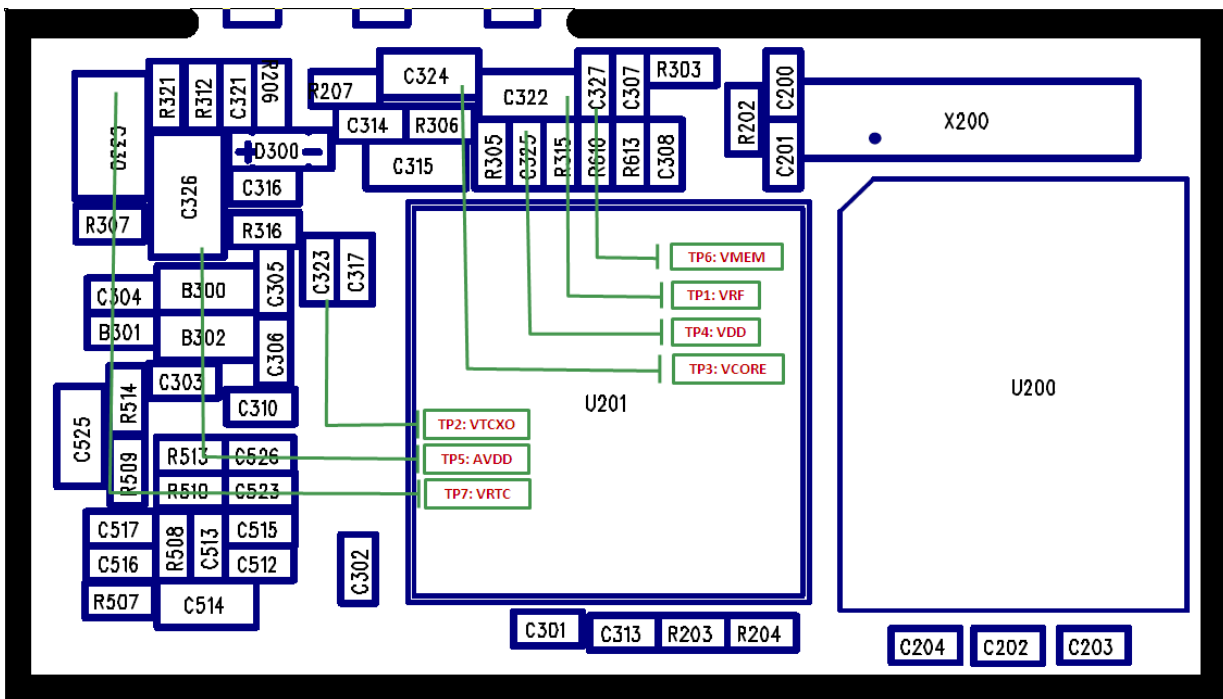 R321
R312
C321
R206
R207
C324
C322
C327
C307
R303
R202
C200
X200
C314
R306
C315
R305
C325
R315
R610
R613
C308
C201
+D300-
C326
C316
R307
R316
C323
C317
C304
B300
C305
B301
B302
C306
C303
C310
C525
R514
R509
R513
C526
R510
C523
C517
R508
C513
C515
C516
C512
R507
C514
C302
TP6: VMEM
TP1: VRF
TP4: VDD
TP3: VCORE
U201
TP2: VTCXO
TP5: AVDD
TP7: VRTC
U200
C301
C313
R203
R204
C204
C202
C203